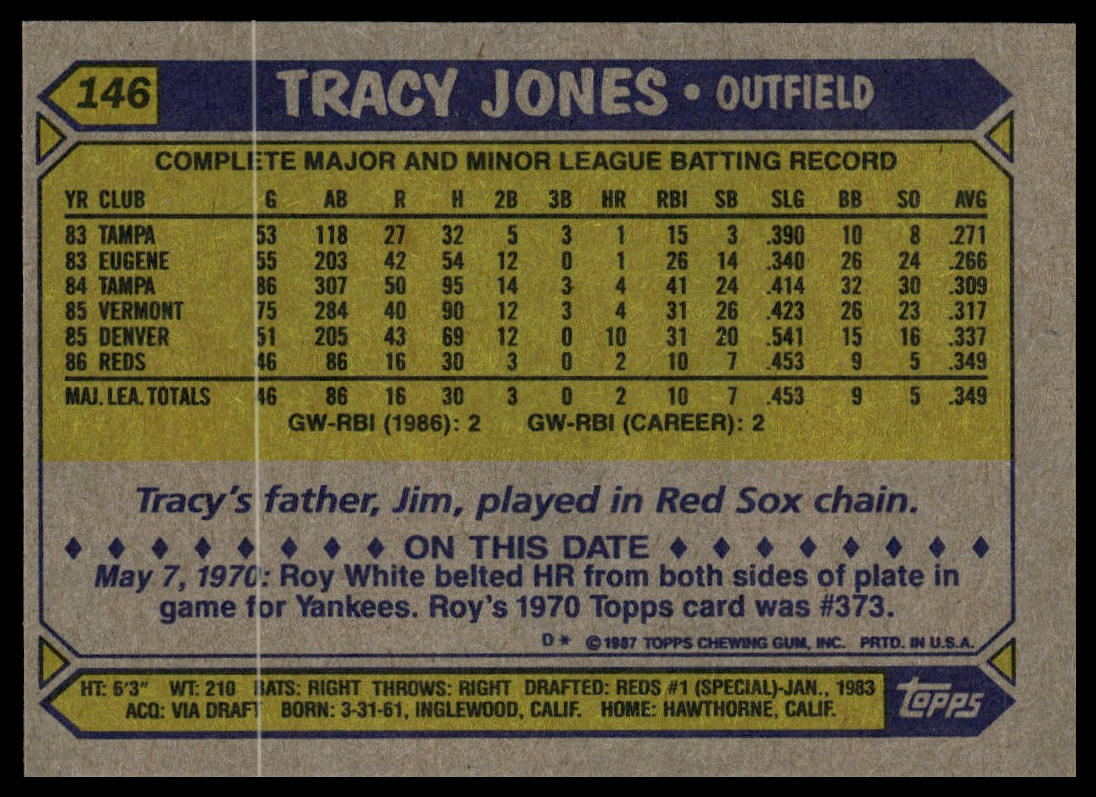 146 TRACY JONES • OUTFIELD
COMPLETE MAJOR AND MINOR LEAGUE BATTING RECORD
YR CLUB G AB R H 2B 3B HR RBI SB SLG BB SO AVG
83 TAMPA 53 118 27 32 5 3 1 15 3 .390 10 8 .271
83 EUGENE 55 203 42 54 12 0 1 26 14 .340 26 24 .266
84 TAMPA 86 307 50 95 14 3 4 41 24 .414 32 30 .309
85 VERMONT 75 284 40 90 12 3 4 31 26 .423 26 23 .317
85 DENVER 51 205 43 69 12 0 10 31 20 .541 15 16 .337
86 REDS 46 86 16 30 3 0 2 10 7 .453 9 5 .349
MAJ. LEA. TOTALS 46 86 16 30 3 0 2 10 7 .453 9 5 .349
GW-RBI (1986): 2 GW-RBI (CAREER): 2
Tracy's father, Jim, played in Red Sox chain.
ON THIS DATE
May 7, 1970: Roy White belted HR from both sides of plate in
game for Yankees. Roy's 1970 Topps card was #373.
D* ©1987 TOPPS CHEWING GUM, INC. PRTD. IN U.S.A.
HT: 6'3" WT: 210 BATS: RIGHT THROWS: RIGHT DRAFTED: REDS #1 (SPECIAL)-JAN., 1983
ACQ: VIA DRAFT BORN: 3-31-61, INGLEWOOD, CALIF. HOME: HAWTHORNE, CALIF.
topps